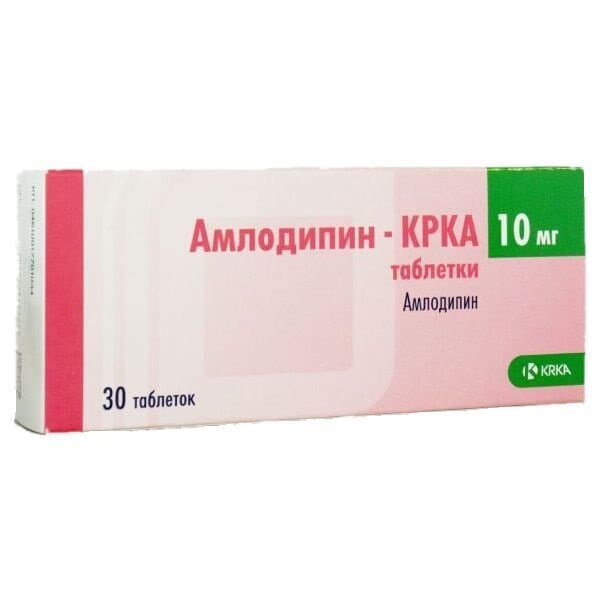 Амлодипин - КРКА
10 мг
таблетки
Амлодипин
KRKA
30 таблеток